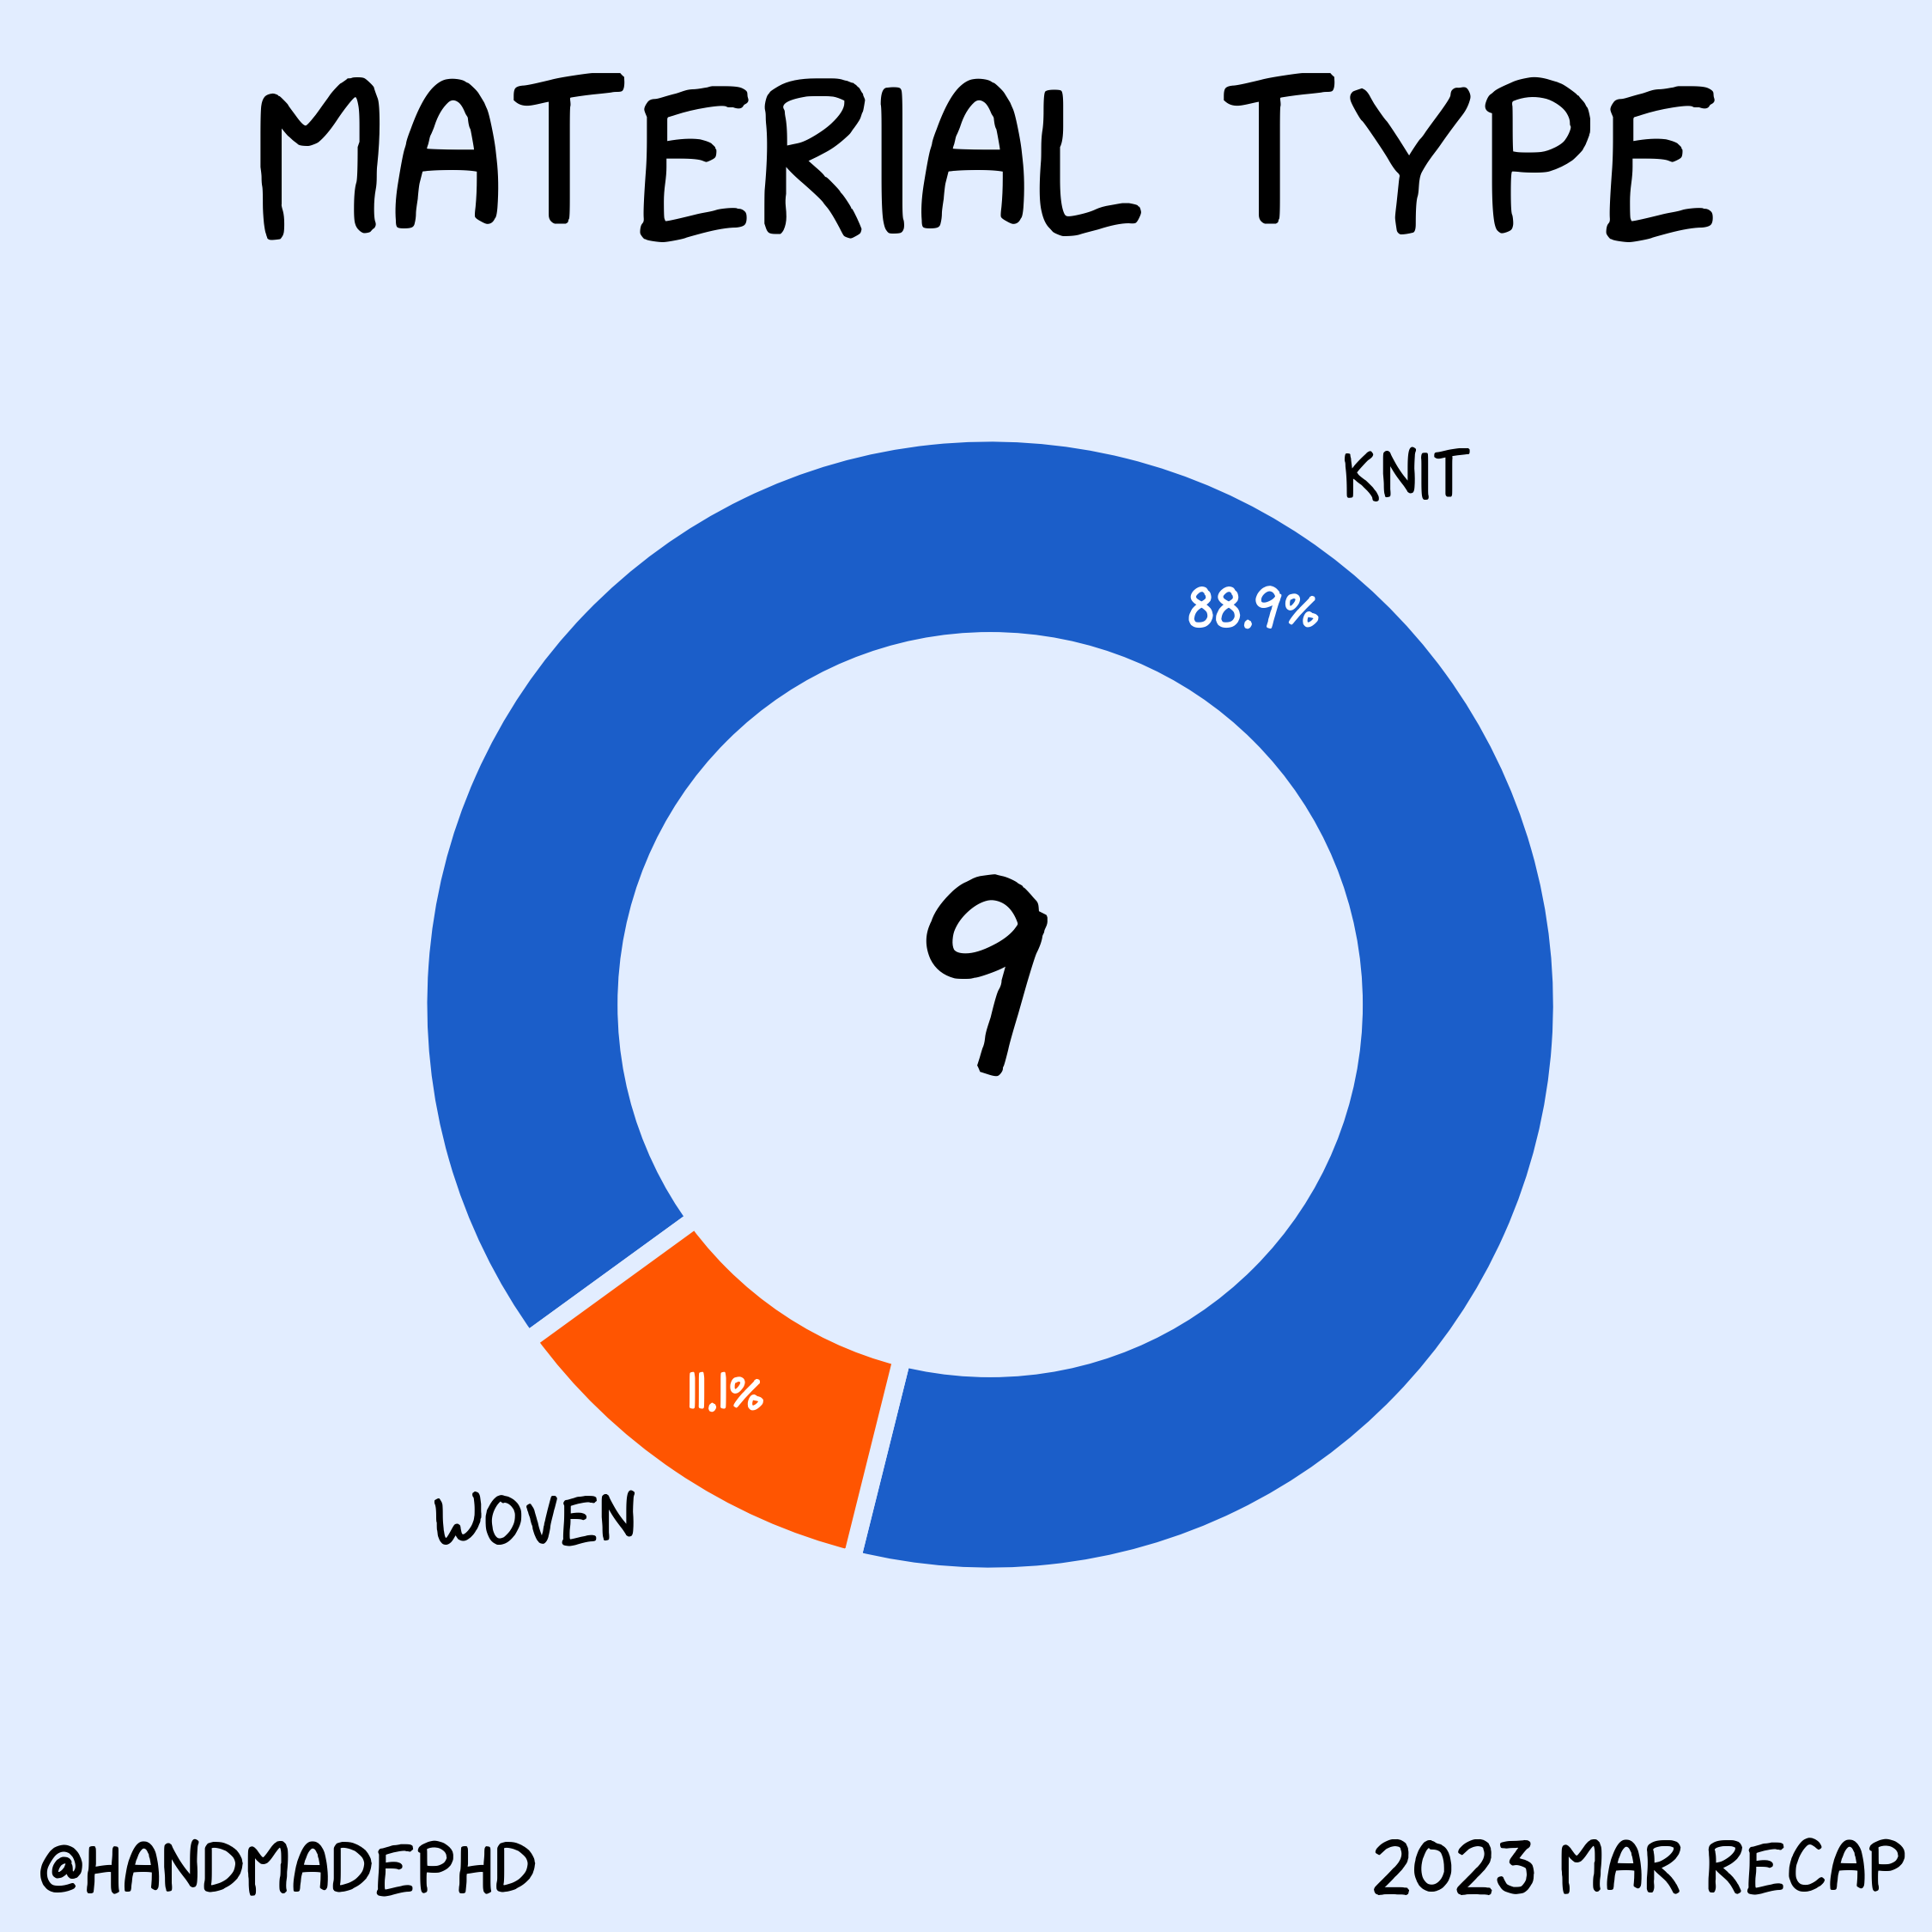 MATERIAL TYPE
KNIT
88.9%
9
11.1%
WOVEN
@HANDMADEPHD
2023 MAR RECAP